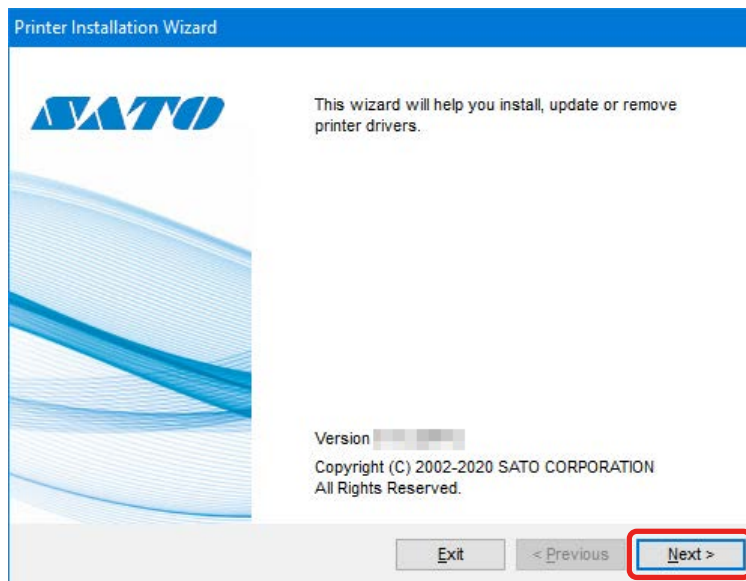 Printer Installation Wizard
SATO
This wizard will help you install, update or remove
printer drivers.
Version
Copyright (C) 2002-2020 SATO CORPORATION
All Rights Reserved.
Exit
< Previous
Next >